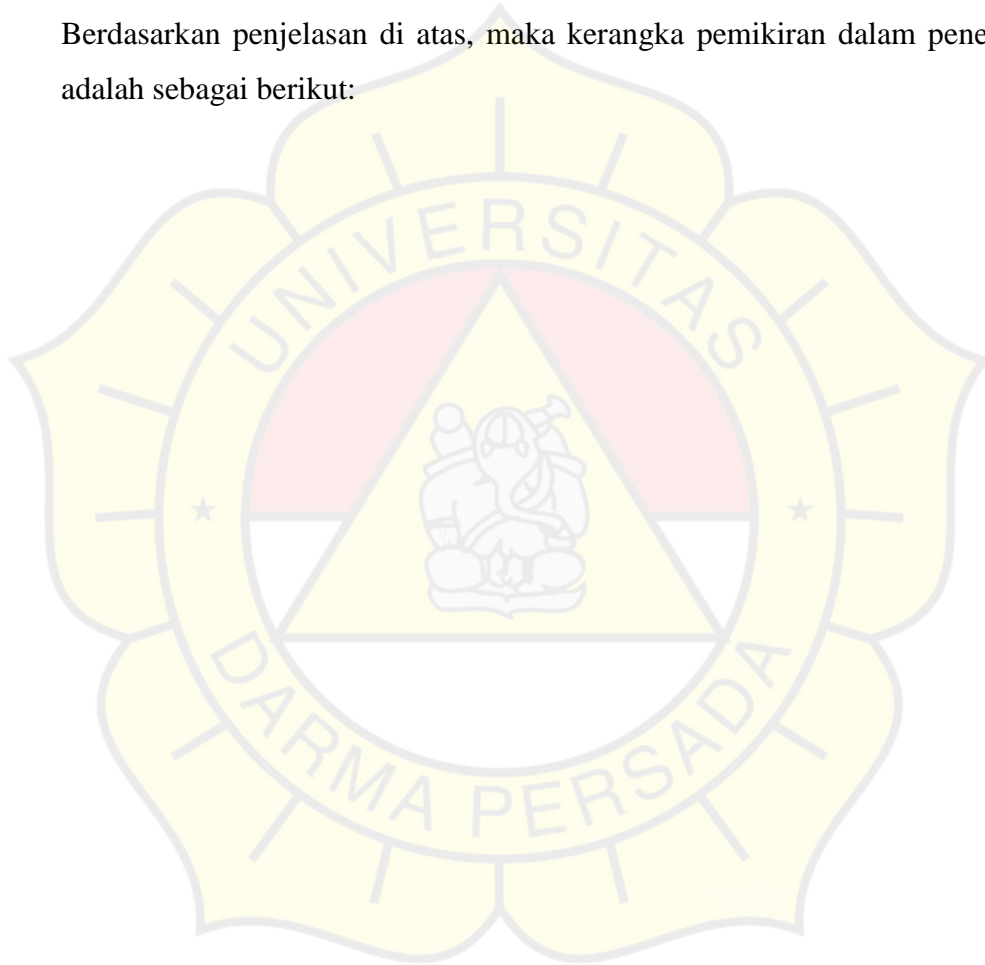 Berdasarkan penjelasan di atas, maka kerangka pemikiran dalam pene
adalah sebagai berikut:
UNIVERSITAS
DARMA PERSADA